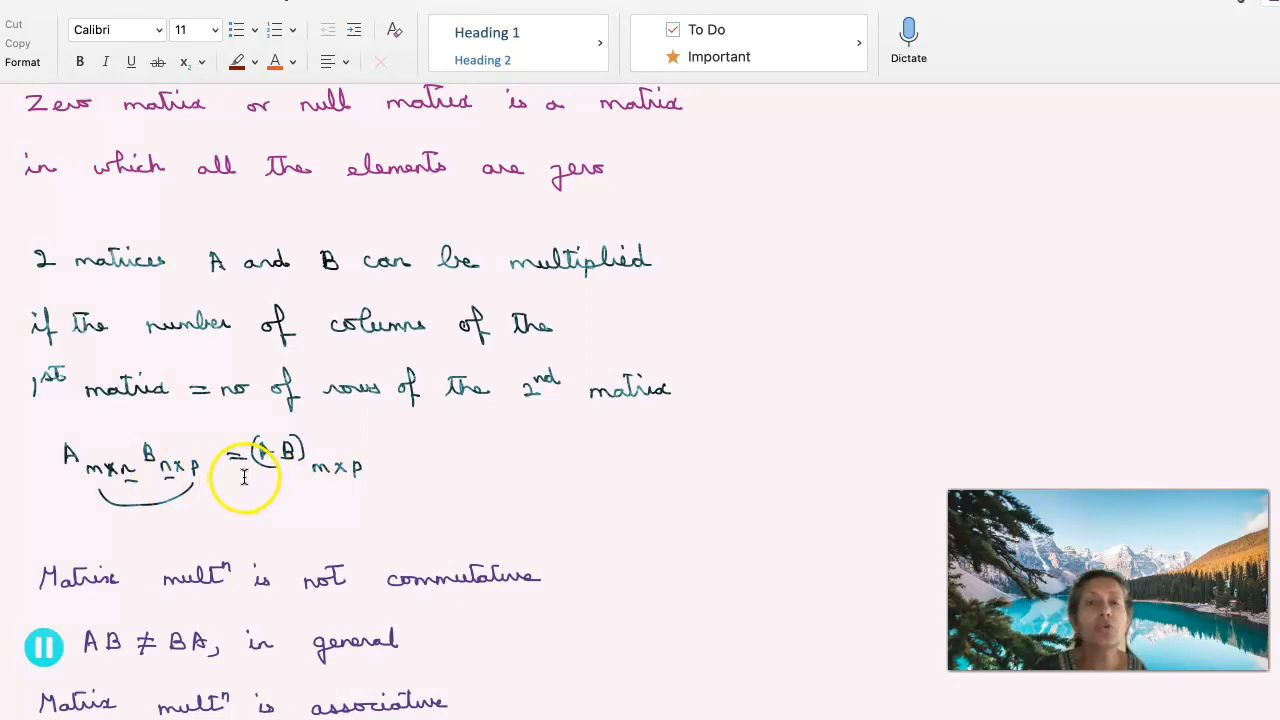 Cut
Copy
Format
Calibri 11
B I U ab x
Heading 1
Heading 2
To Do
Important
Dictate
Zero matrix or null matrix is a matrix
in which all the elements are zero
2 matrices A and B can be multiplied
if the number of columns of the
1st matrix = no of rows of the 2nd matrix
A m×n B n×p = (AB) m×p
Matrix multn is not commutative
AB ≠ BA, in general
Matrix multn is associative